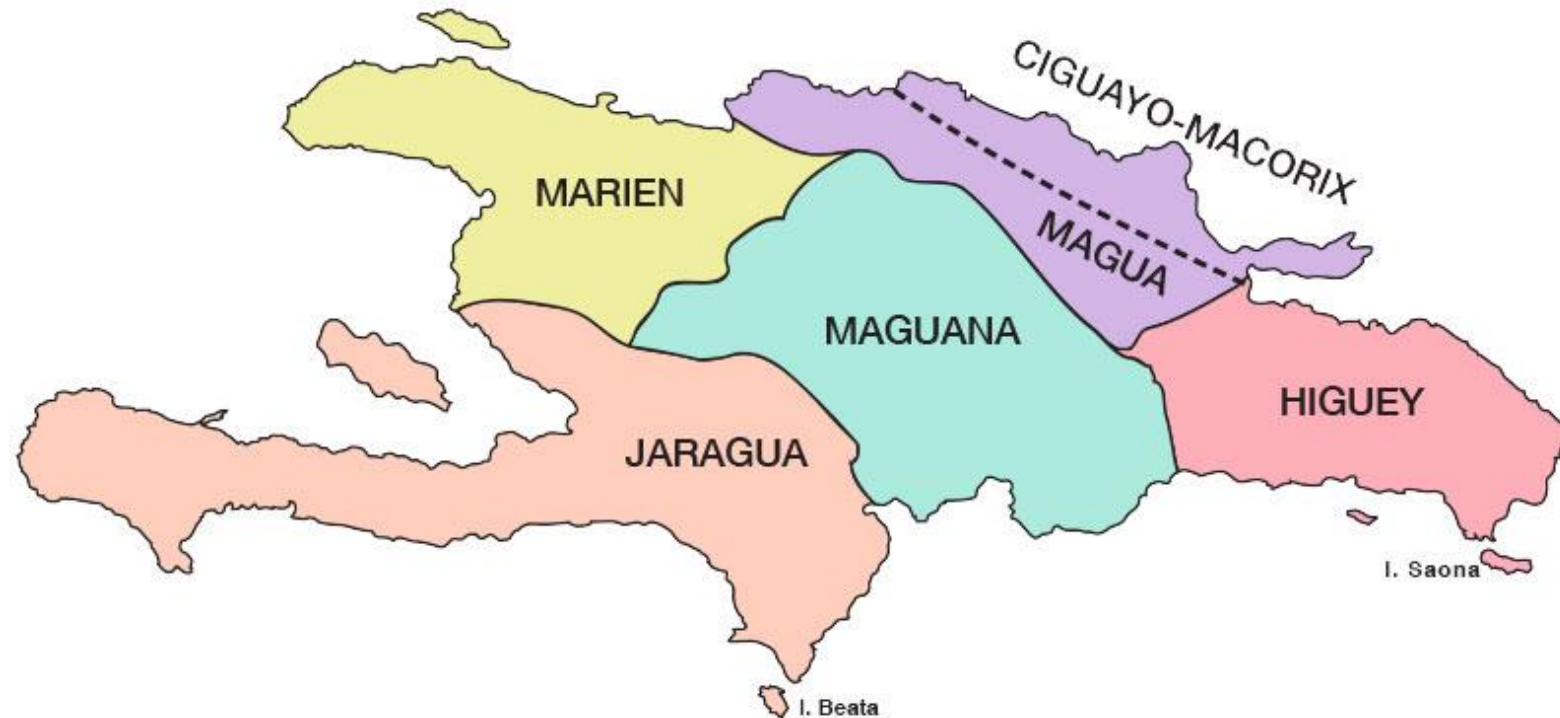 CIGUAYO-MACORIX
MARIEN
MAGUA
MAGUANA
HIGUEY
JARAGUA
I. Saona
I. Beata